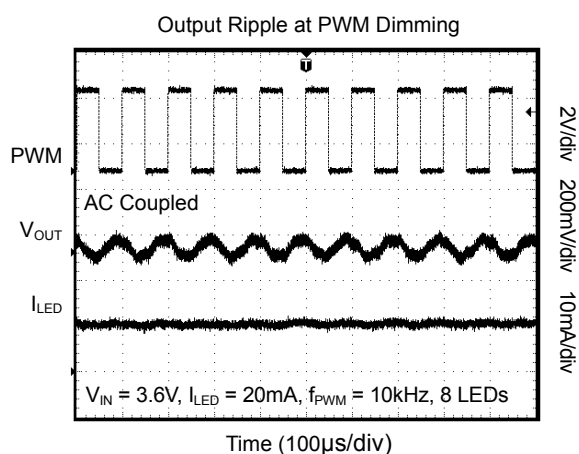 Output Ripple at PWM Dimming
T
PWM
2V/div
AC Coupled
V_OUT
200mV/div
I_LED
10mA/div
V_IN = 3.6V, I_LED = 20mA, f_PWM = 10kHz, 8 LEDs
Time (100μs/div)